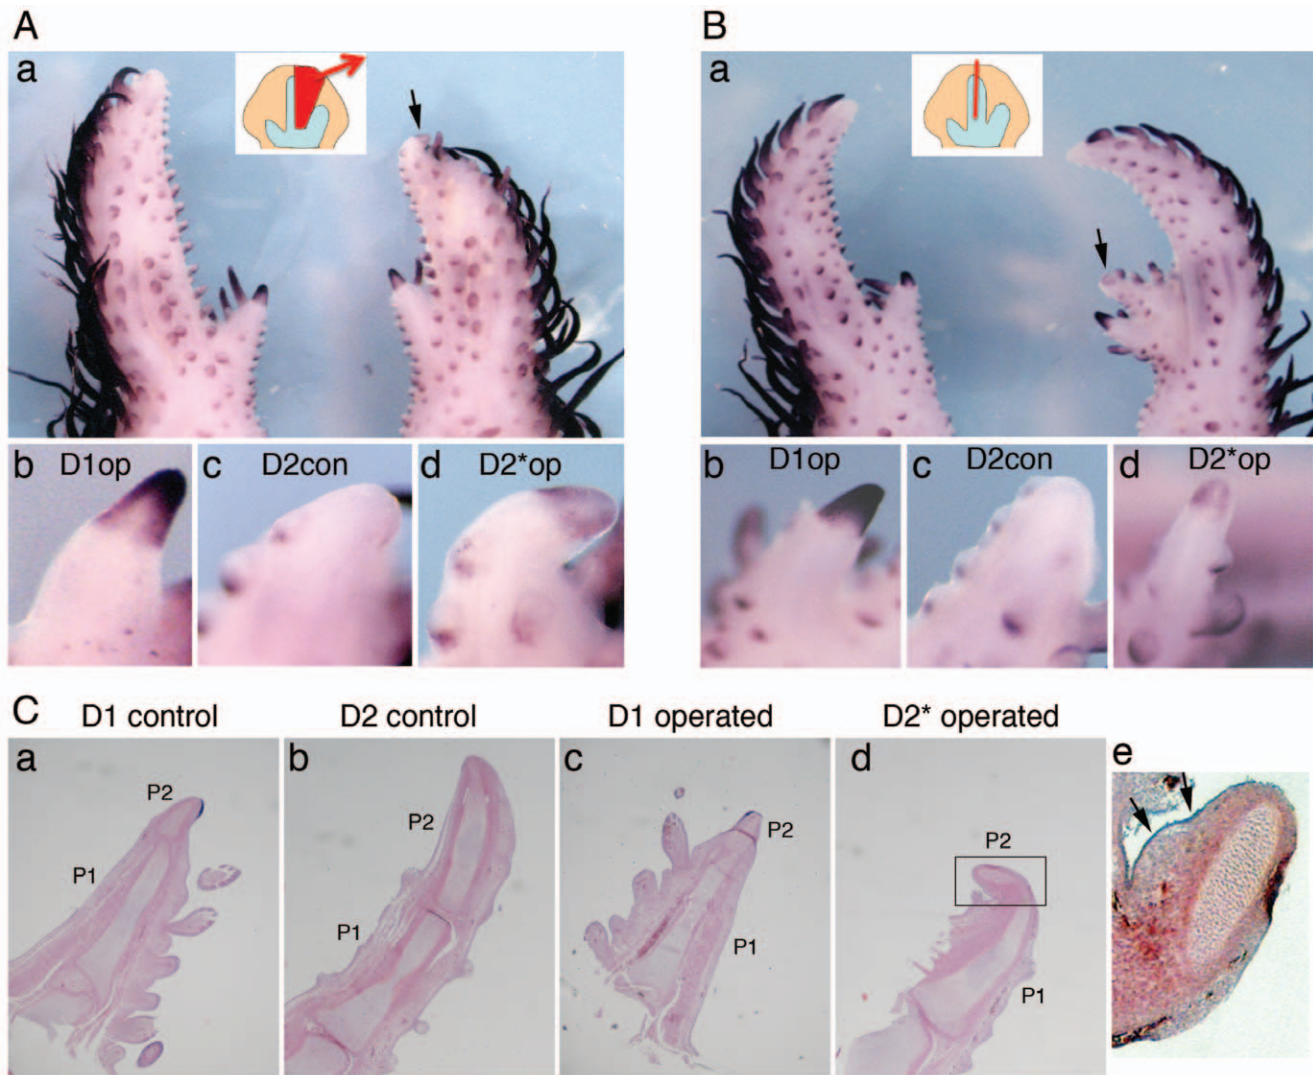 A
B
a
a
b D1op
c D2con
d D2*op
b D1op
c D2con
d D2*op
C D1 control
D2 control
D1 operated
D2* operated
a
P2
P1
b
P2
P1
c
P2
P1
d
P2
P1
e